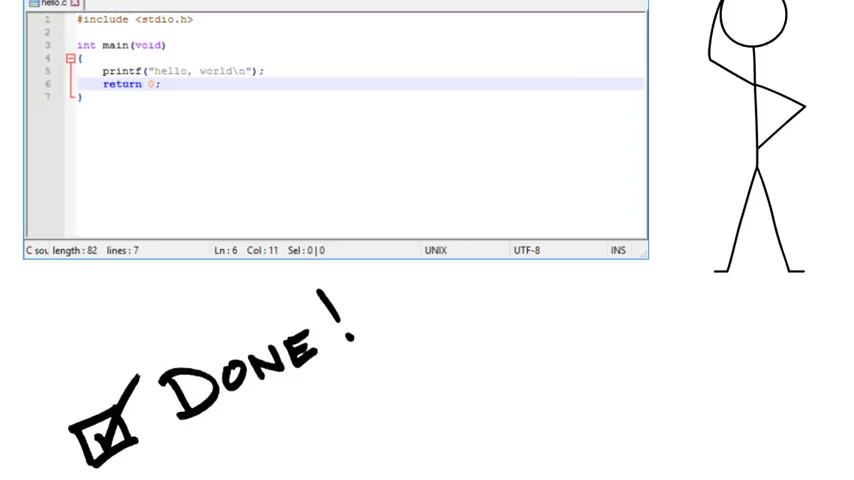 hello.c
1 #include <stdio.h>
2
3 int main(void)
4 {
5 printf("hello, world\n");
6 return 0;
7 }
C sou length : 82 lines : 7 Ln : 6 Col : 11 Sel : 0 | 0 UNIX UTF-8 INS
DONE!